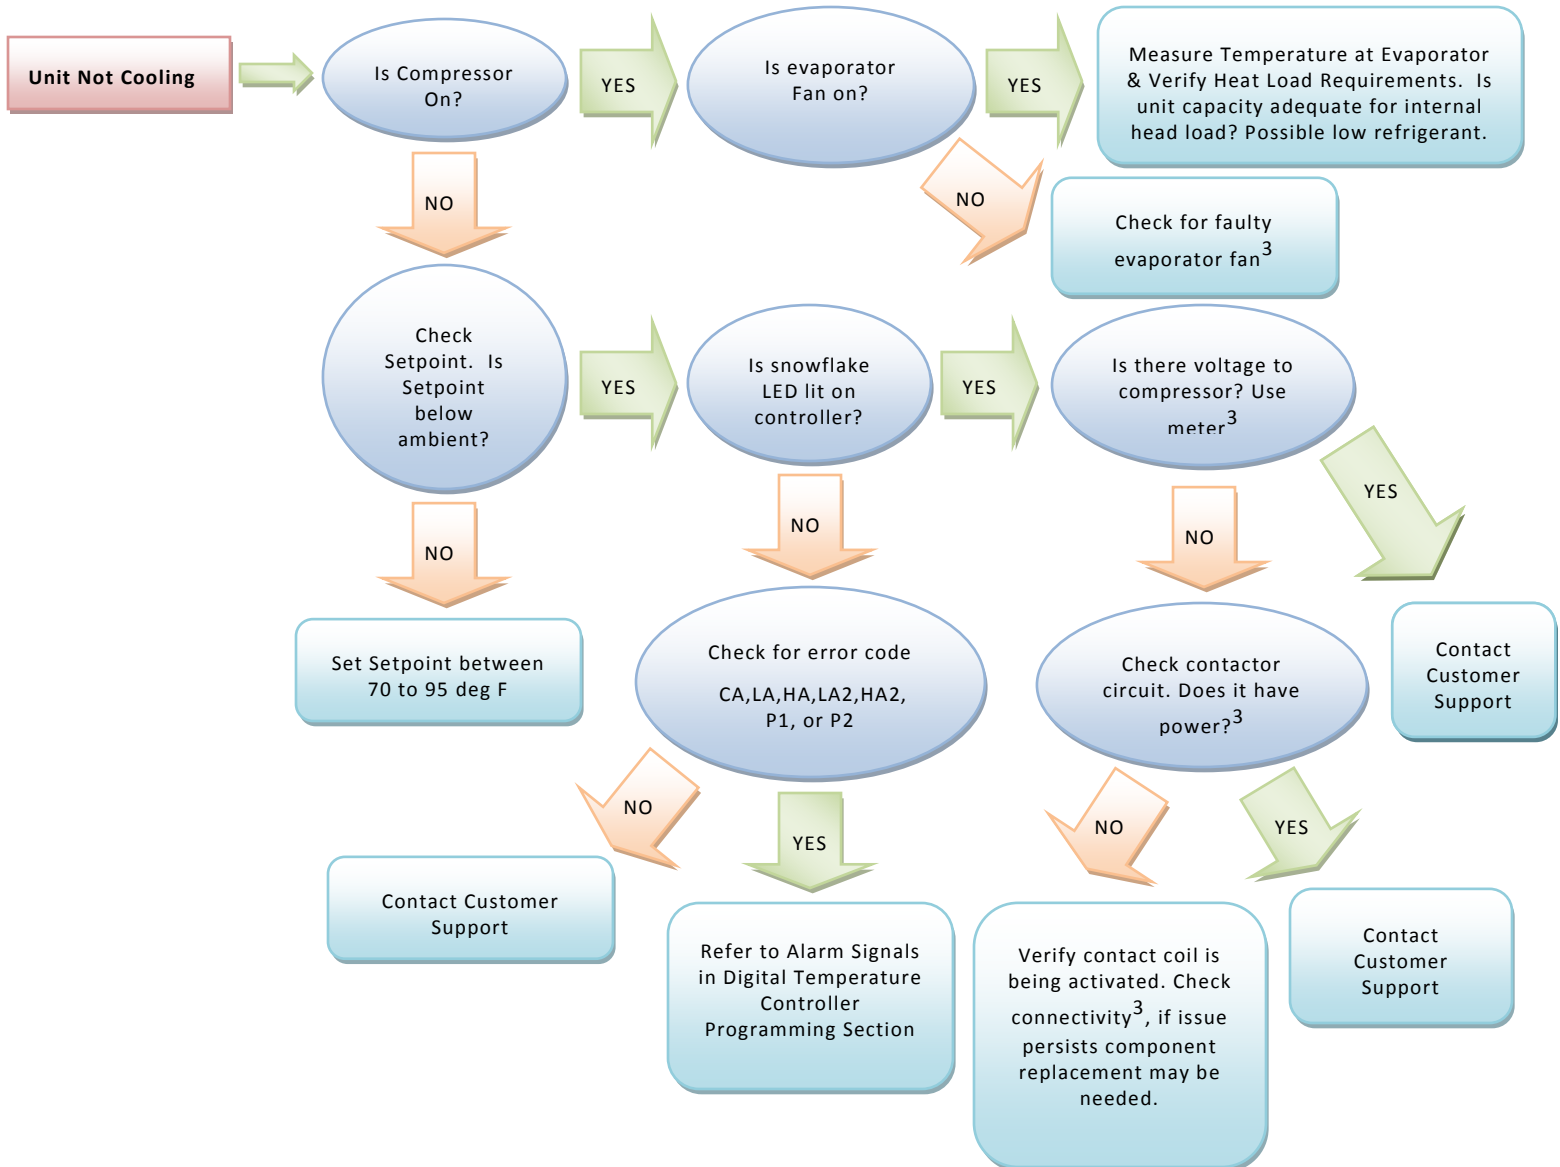 Unit Not Cooling
Is Compressor
On?
YES
Is evaporator
Fan on?
YES
Measure Temperature at Evaporator
& Verify Heat Load Requirements.  Is
unit capacity adequate for internal
head load? Possible low refrigerant.
NO
NO
Check for faulty
evaporator fan3
Check
Setpoint.  Is
Setpoint
below
ambient?
YES
Is snowflake
LED lit on
controller?
YES
Is there voltage to
compressor? Use
meter3
YES
NO
NO
NO
Set Setpoint between
70 to 95 deg F
Check for error code
CA,LA,HA,LA2,HA2,
P1, or P2
Check contactor
circuit. Does it have
power?3
Contact
Customer
Support
NO
YES
NO
YES
Contact Customer
Support
Refer to Alarm Signals
in Digital Temperature
Controller
Programming Section
Verify contact coil is
being activated. Check
connectivity3, if issue
persists component
replacement may be
needed.
Contact
Customer
Support